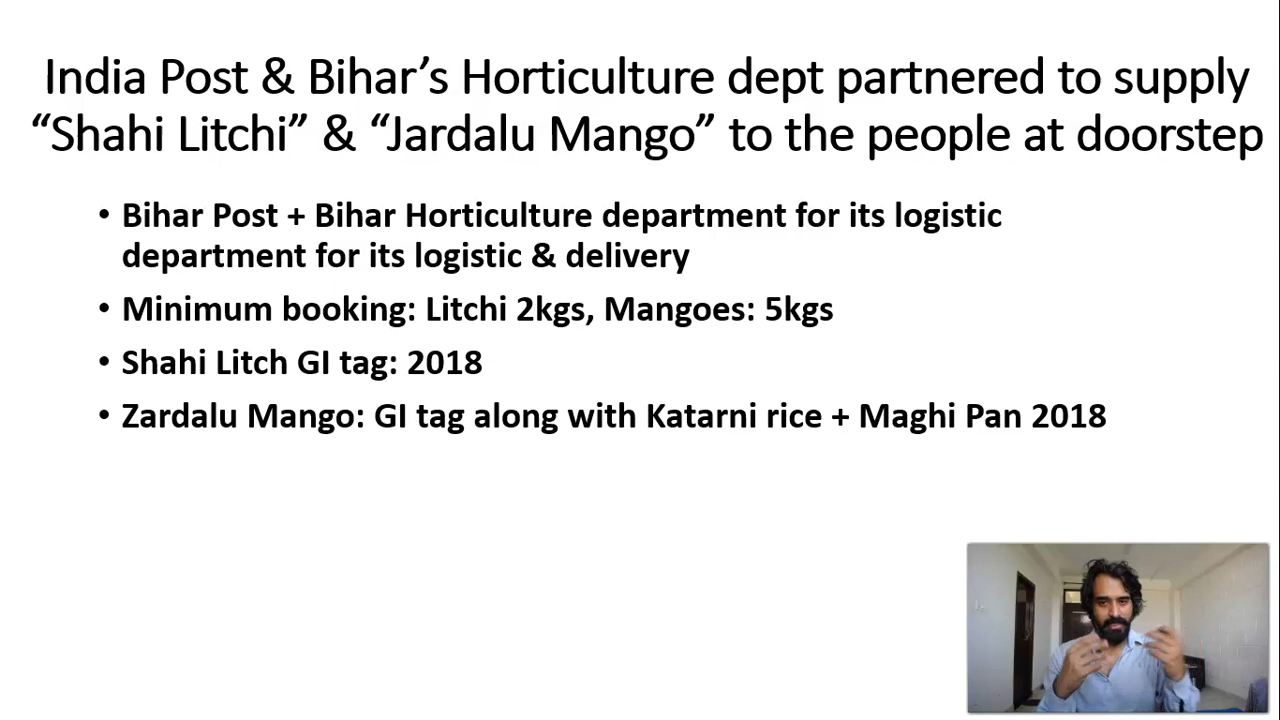 India Post & Bihar’s Horticulture dept partnered to supply
“Shahi Litchi” & “Jardalu Mango” to the people at doorstep
• Bihar Post + Bihar Horticulture department for its logistic
department for its logistic & delivery
• Minimum booking: Litchi 2kgs, Mangoes: 5kgs
• Shahi Litch GI tag: 2018
• Zardalu Mango: GI tag along with Katarni rice + Maghi Pan 2018